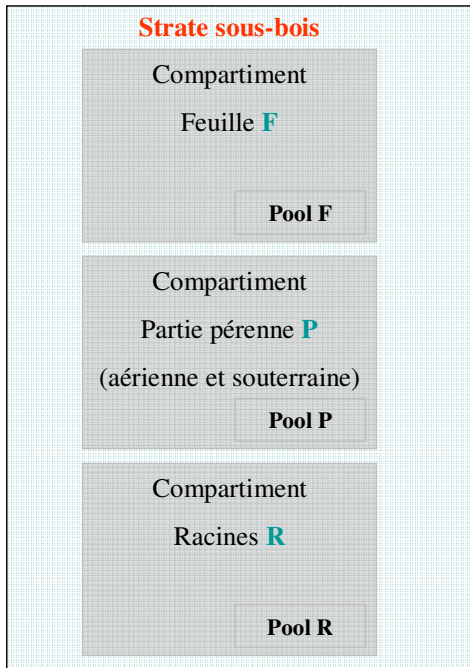 Strate sous-bois
Compartiment
Feuille F
Pool F
Compartiment
Partie pérenne P
(aérienne et souterraine)
Pool P
Compartiment
Racines R
Pool R